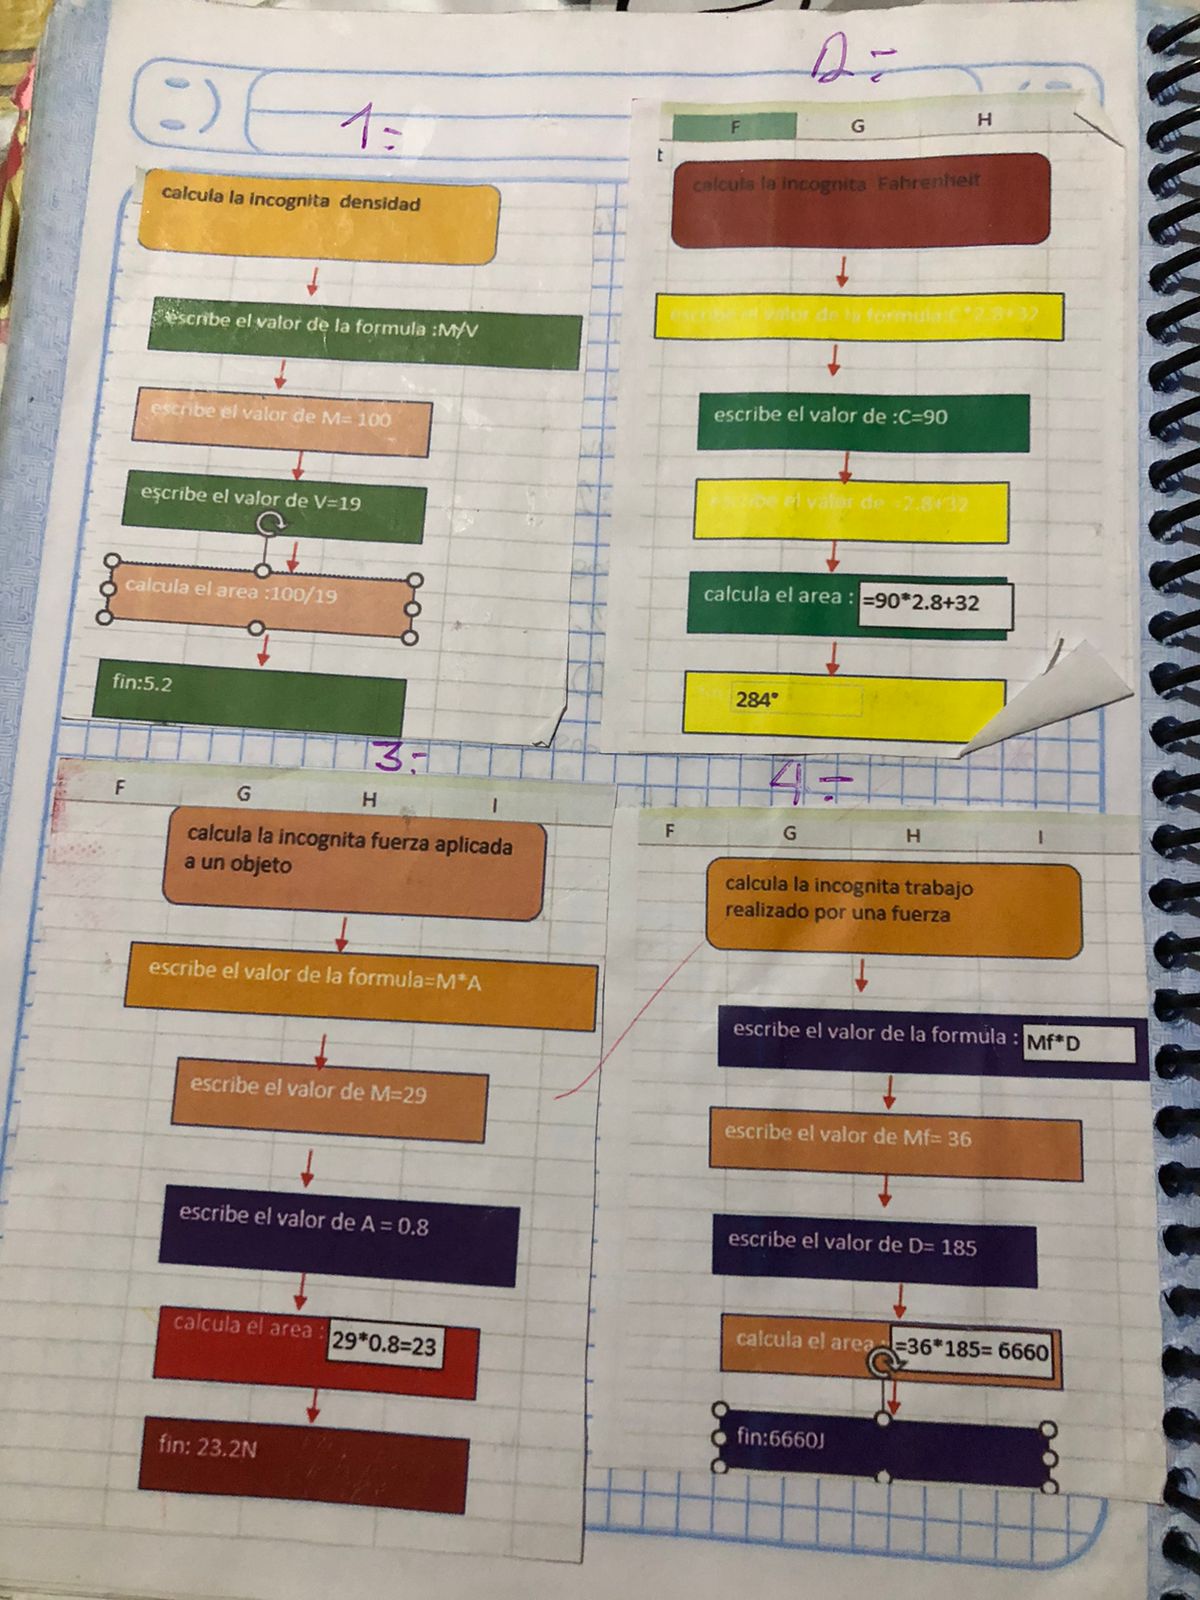 1=
calcula la incognita densidad
escribe el valor de la formula :M/V
escribe el valor de M= 100
escribe el valor de V=19
calcula el area :100/19
fin:5.2
2=
F G H
t
calcula la incognita Fahrenheit
escribe el valor de la formula:C*2.8+32
escribe el valor de :C=90
escribe el valor de =2.8+32
calcula el area : =90*2.8+32
284°
3=
F G H I
calcula la incognita fuerza aplicada
a un objeto
escribe el valor de la formula=M*A
escribe el valor de M=29
escribe el valor de A = 0.8
calcula el area : 29*0.8=23
fin: 23.2N
4=
F G H I
calcula la incognita trabajo
realizado por una fuerza
escribe el valor de la formula : Mf*D
escribe el valor de Mf= 36
escribe el valor de D= 185
calcula el area : =36*185= 6660
fin:6660J